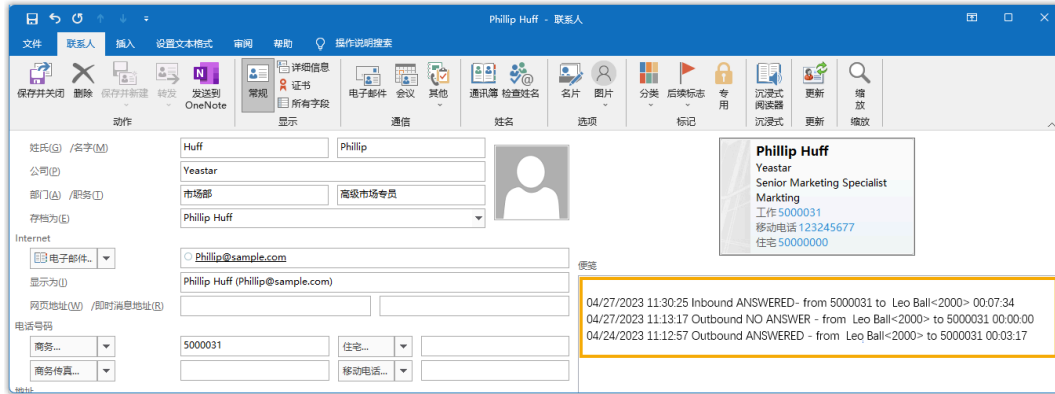 Phillip Huff - 联系人
文件 联系人 插入 设置文本格式 审阅 帮助 操作说明搜索
保存并关闭 删除 保存并新建 转发 发送到 OneNote
动作
常规 详细信息 证书 所有字段
显示
电子邮件 会议 其他
通信
通讯簿 检查姓名
姓名
名片 图片
选项
分类 后续标志 专用
标记
沉浸式阅读器
沉浸式
更新
更新
缩放
缩放
姓氏(G) /名字(M) Huff Phillip
公司(P) Yeastar
部门(A) /职务(T) 市场部 高级市场专员
存档为(E) Phillip Huff
Internet
电子邮件.. Phillip@sample.com
显示为(I) Phillip Huff (Phillip@sample.com)
网页地址(W) /即时消息地址(R)
电话号码
商务... 5000031 住宅...
商务传真... 移动电话...
地址
Phillip Huff
Yeastar
Senior Marketing Specialist
Markting
工作 5000031
移动电话 123245677
住宅 50000000
便笺
04/27/2023 11:30:25 Inbound ANSWERED- from 5000031 to Leo Ball<2000> 00:07:34
04/27/2023 11:13:17 Outbound NO ANSWER - from Leo Ball<2000> to 5000031 00:00:00
04/24/2023 11:12:57 Outbound ANSWERED - from Leo Ball<2000> to 5000031 00:03:17